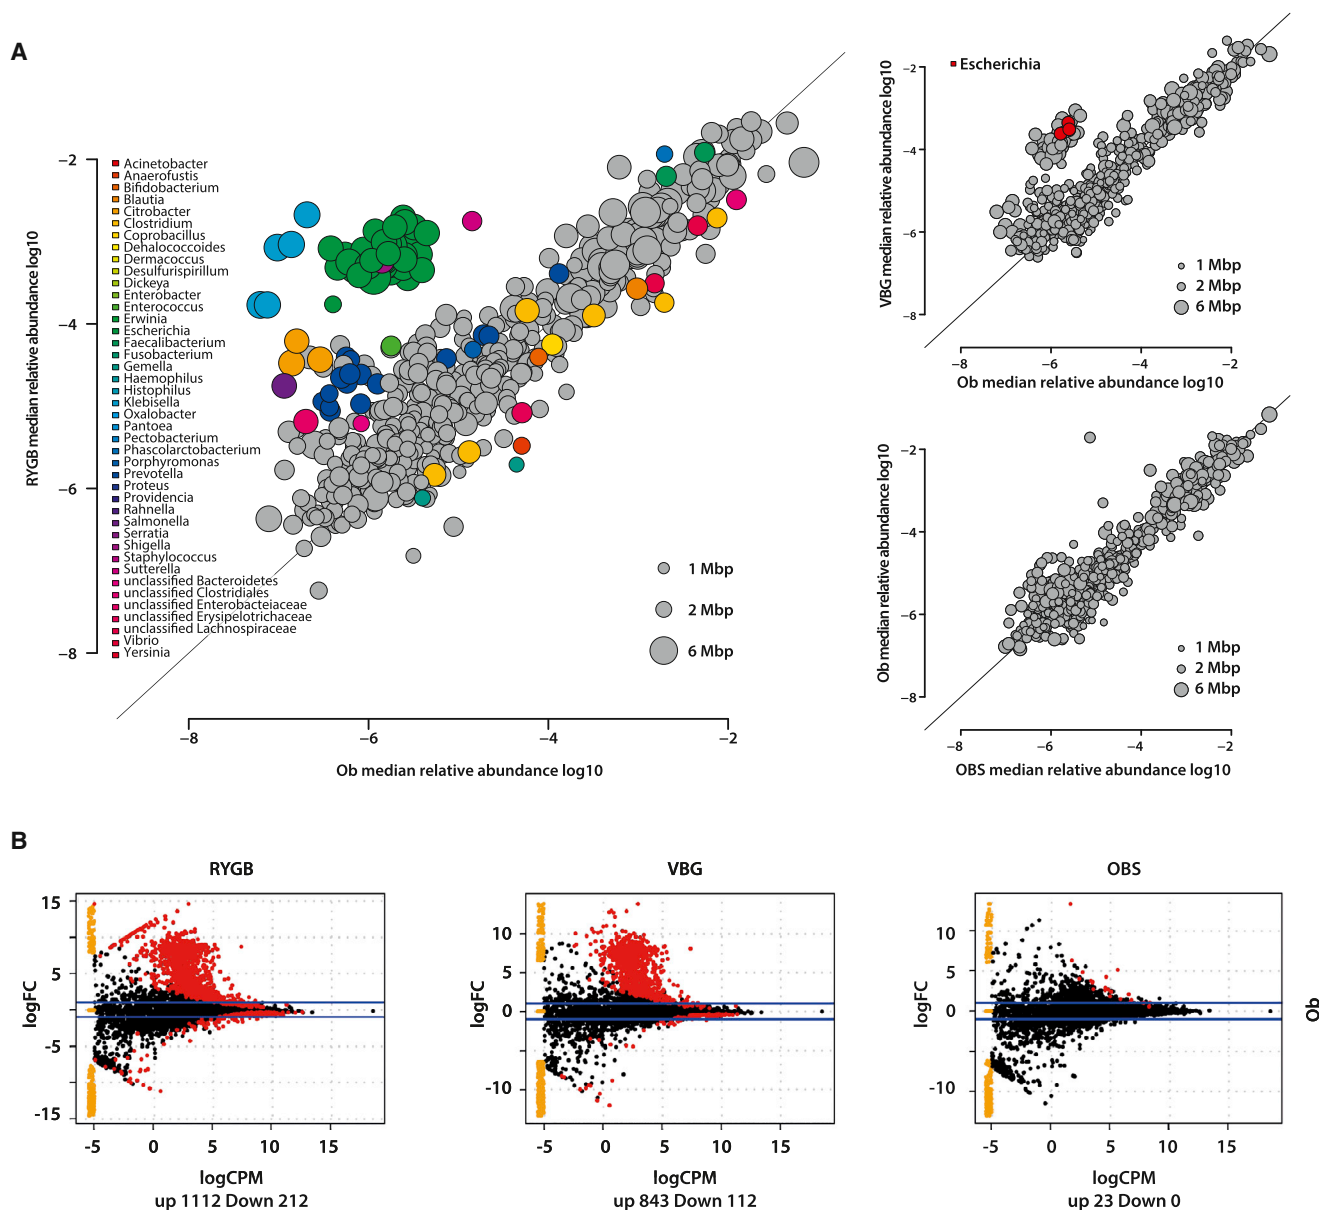 A
RYGB median relative abundance log10
−2
−4
−6
−8
Acinetobacter
Anaerofustis
Bifidobacterium
Blautia
Citrobacter
Clostridium
Coprobacillus
Dehalococcoides
Dermacoccus
Desulfurispirillum
Dickeya
Enterobacter
Enterococcus
Erwinia
Escherichia
Faecalibacterium
Fusobacterium
Gemella
Haemophilus
Histophilus
Klebisella
Oxalobacter
Pantoea
Pectobacterium
Phascolarctobacterium
Porphyromonas
Prevotella
Proteus
Providencia
Rahnella
Salmonella
Serratia
Shigella
Staphylococcus
Sutterella
unclassified Bacteroidetes
unclassified Clostridiales
unclassified Enterobacteiaceae
unclassified Erysipelotrichaceae
unclassified Lachnospiraceae
Vibrio
Yersinia
1 Mbp
2 Mbp
6 Mbp
−8 −6 −4 −2
Ob median relative abundance log10
VBG median relative abundance log10
−2
−4
−6
−8
Escherichia
1 Mbp
2 Mbp
6 Mbp
−8 −6 −4 −2
Ob median relative abundance log10
Ob median relative abundance log10
−2
−4
−6
−8
1 Mbp
2 Mbp
6 Mbp
−8 −6 −4 −2
OBS median relative abundance log10
B
RYGB
logFC
15
5
-5
-15
-5 0 5 10 15
logCPM
up 1112 Down 212
VBG
logFC
10
5
0
-10
-5 0 5 10 15
logCPM
up 843 Down 112
OBS
logFC
10
5
0
-10
-5 0 5 10 15
logCPM
up 23 Down 0
Ob